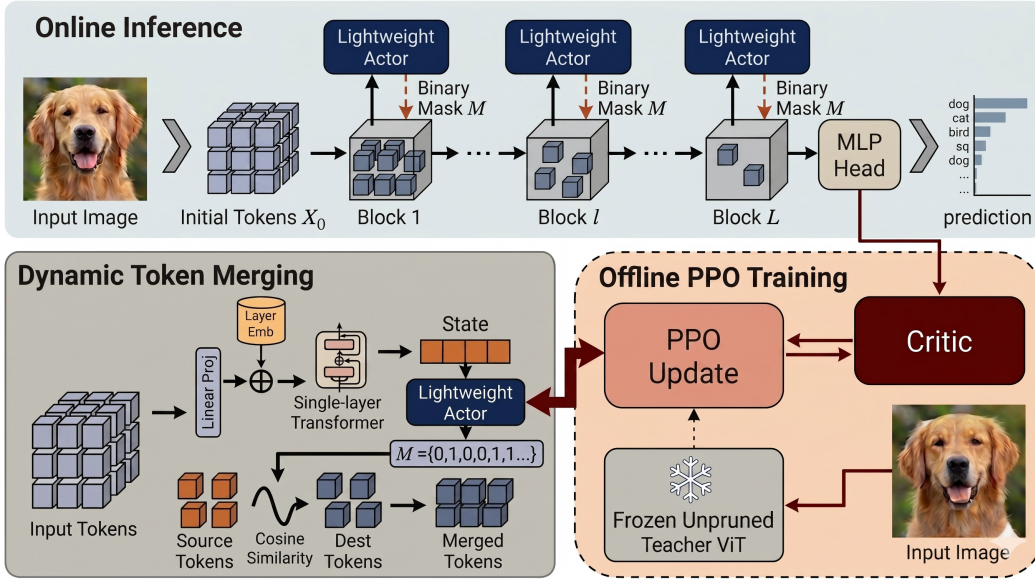 Online Inference
Lightweight
Actor
Lightweight
Actor
Lightweight
Actor
Binary
Mask M
Binary
Mask M
Binary
Mask M
dog
cat
bird
sq
dog
...
...
MLP
Head
...
...
Input Image
Initial Tokens X₀
Block 1
Block l
Block L
prediction
Dynamic Token Merging
Layer
Emb
Linear Proj
Single-layer
Transformer
State
Lightweight
Actor
M ={0,1,0,0,1,1...}
Input Tokens
Source
Tokens
Cosine
Similarity
Dest
Tokens
Merged
Tokens
Offline PPO Training
PPO
Update
Critic
Frozen Unpruned
Teacher ViT
Input Image